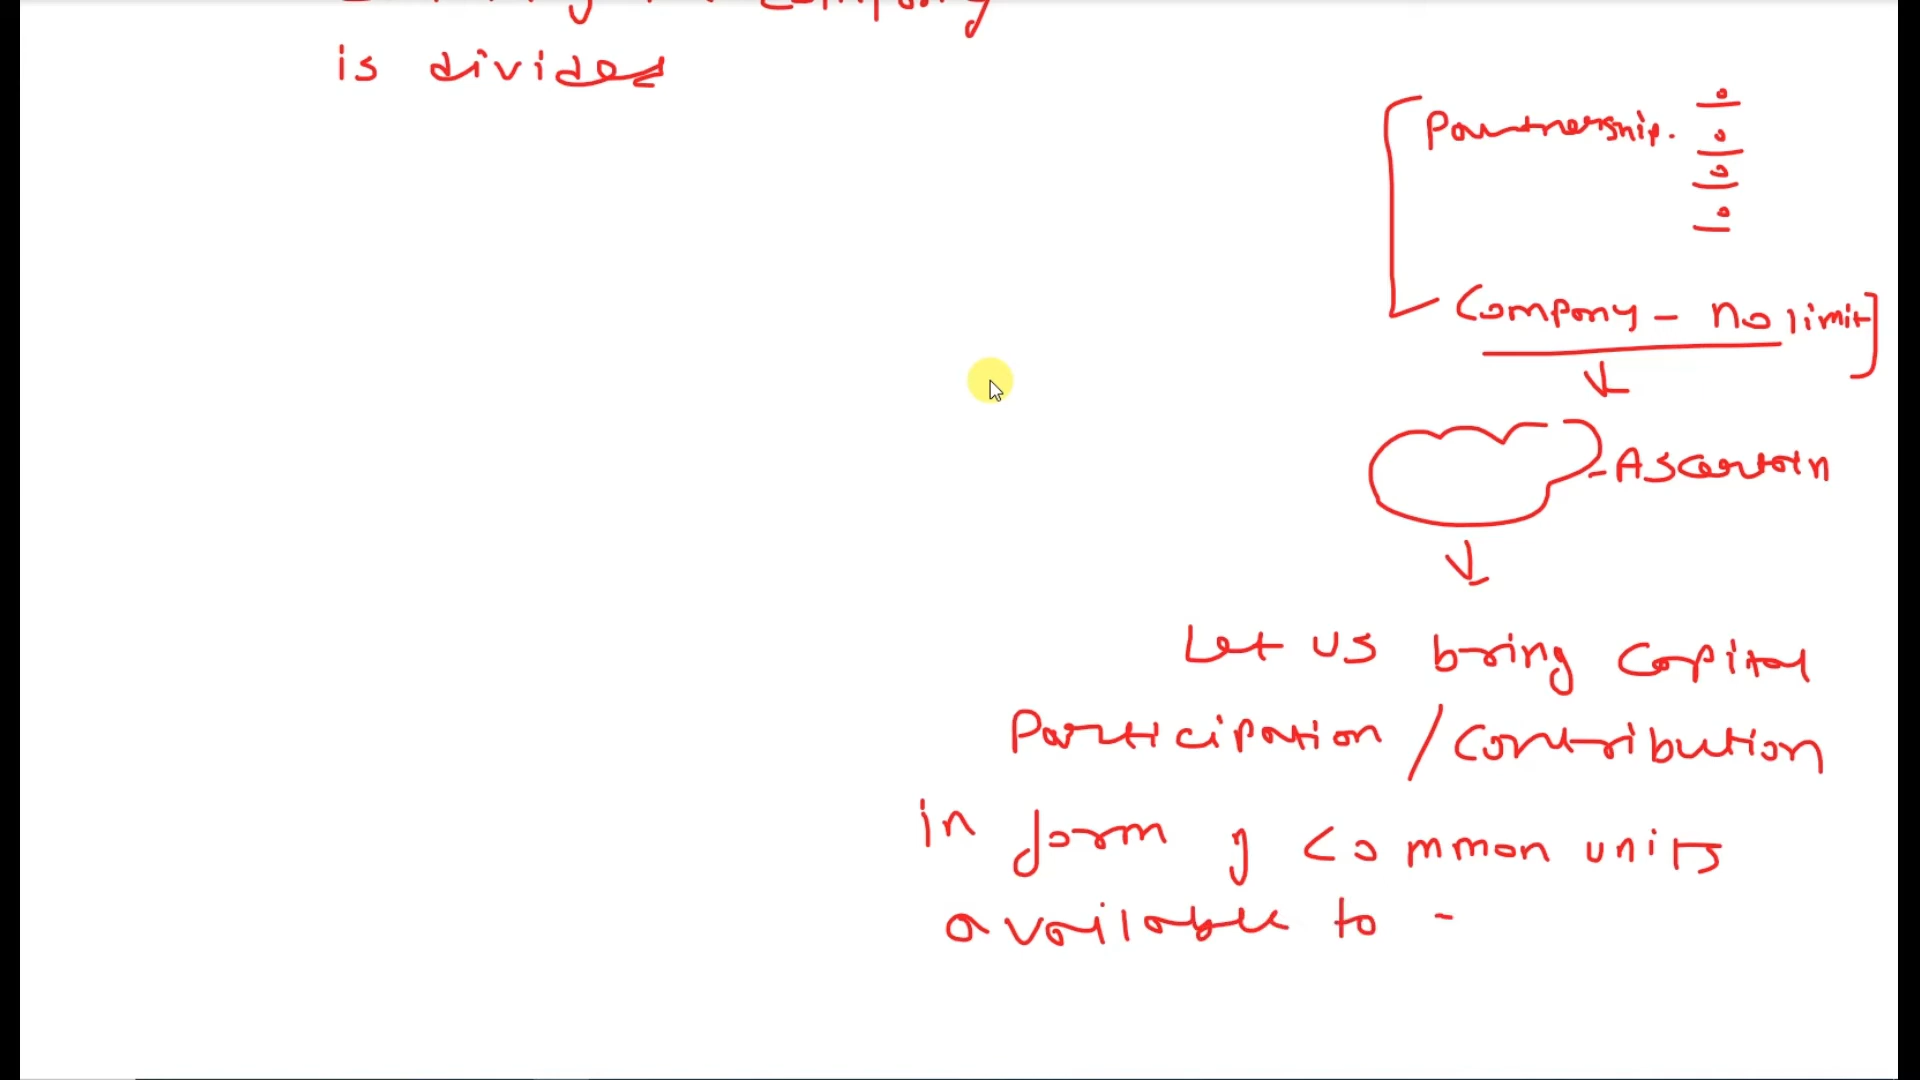 Company
is divided
Partnership.
Company - No limit
Ascertain
Let us bring Capital
Participation / Contribution
in form of Common units
available to -